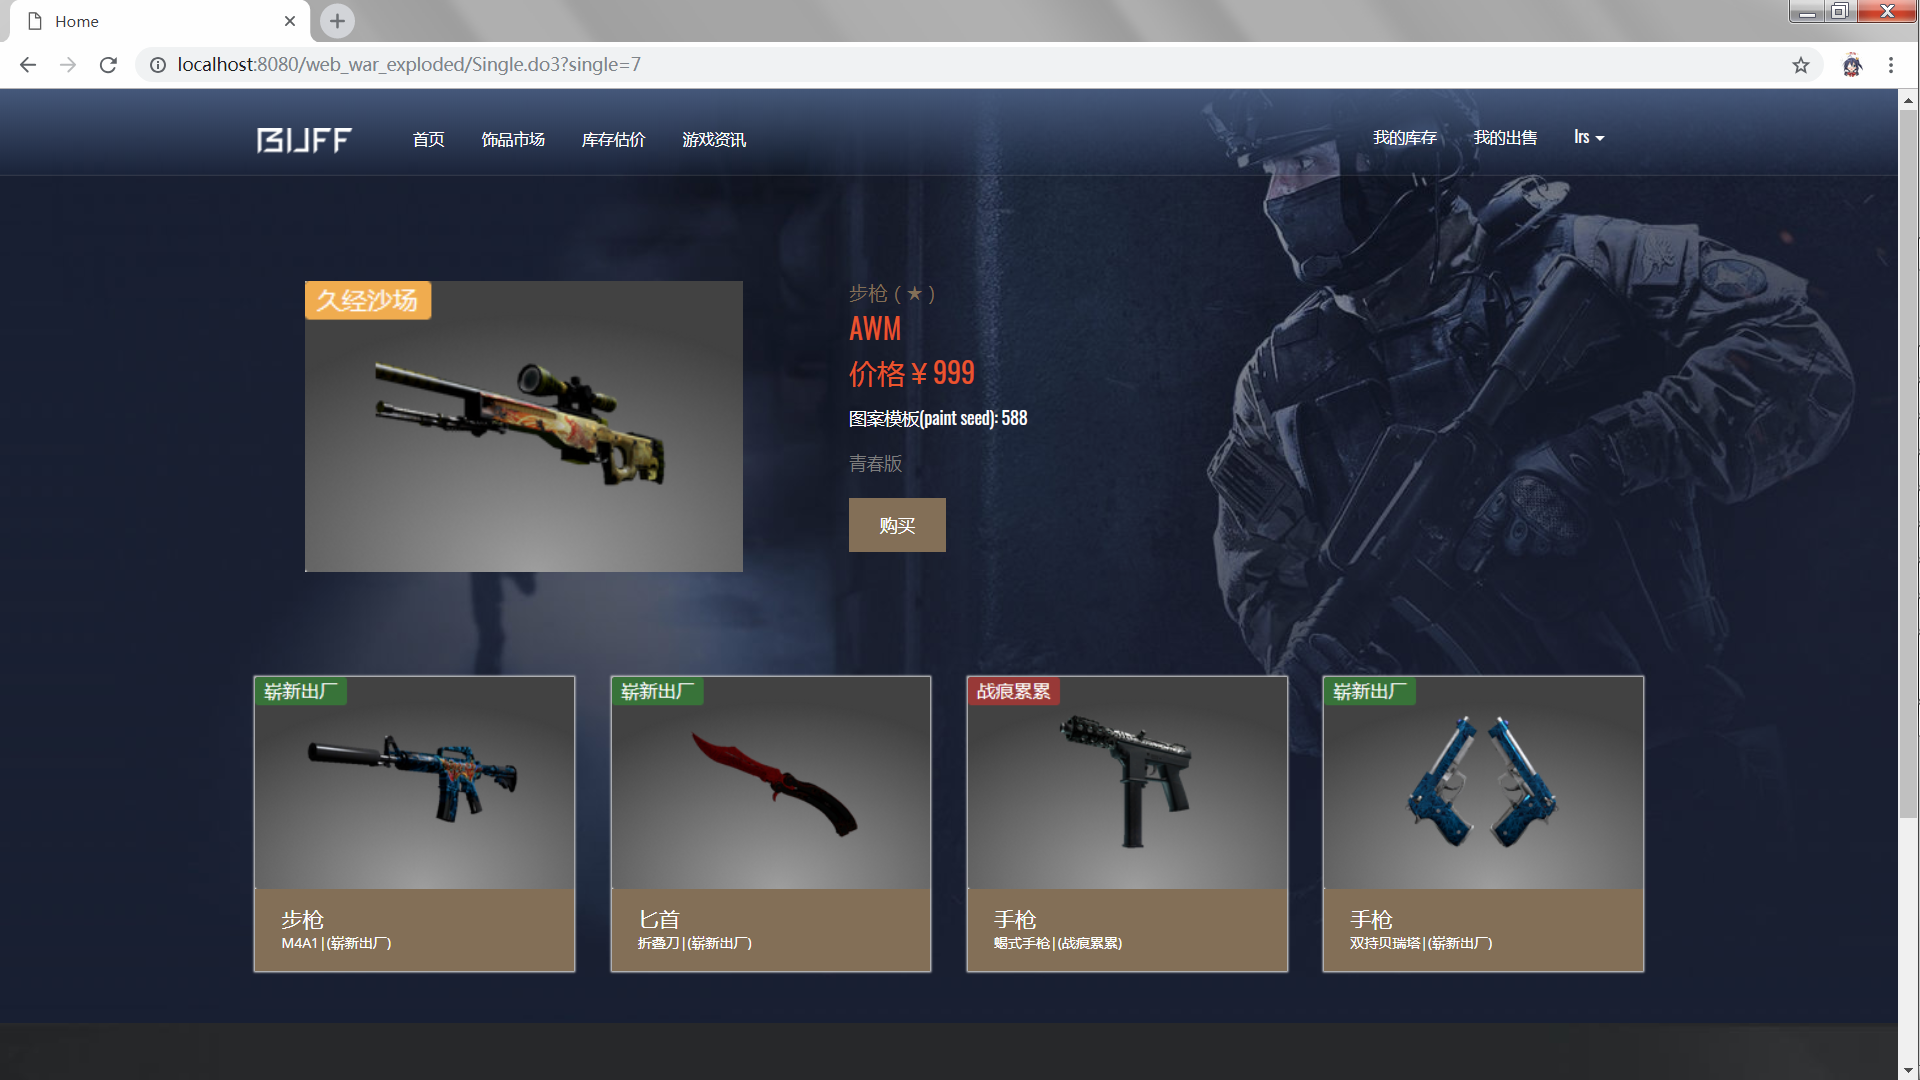 Home
localhost:8080/web_war_exploded/Single.do3?single=7
BUFF
首页 饰品市场 库存估价 游戏资讯
我的库存 我的出售 lrs
久经沙场
步枪 ( ★ )
AWM
价格￥999
图案模板(paint seed): 588
青春版
购买
崭新出厂
步枪
M4A1 | (崭新出厂)
崭新出厂
匕首
折叠刀 | (崭新出厂)
战痕累累
手枪
蝎式手枪 | (战痕累累)
崭新出厂
手枪
双持贝瑞塔 | (崭新出厂)